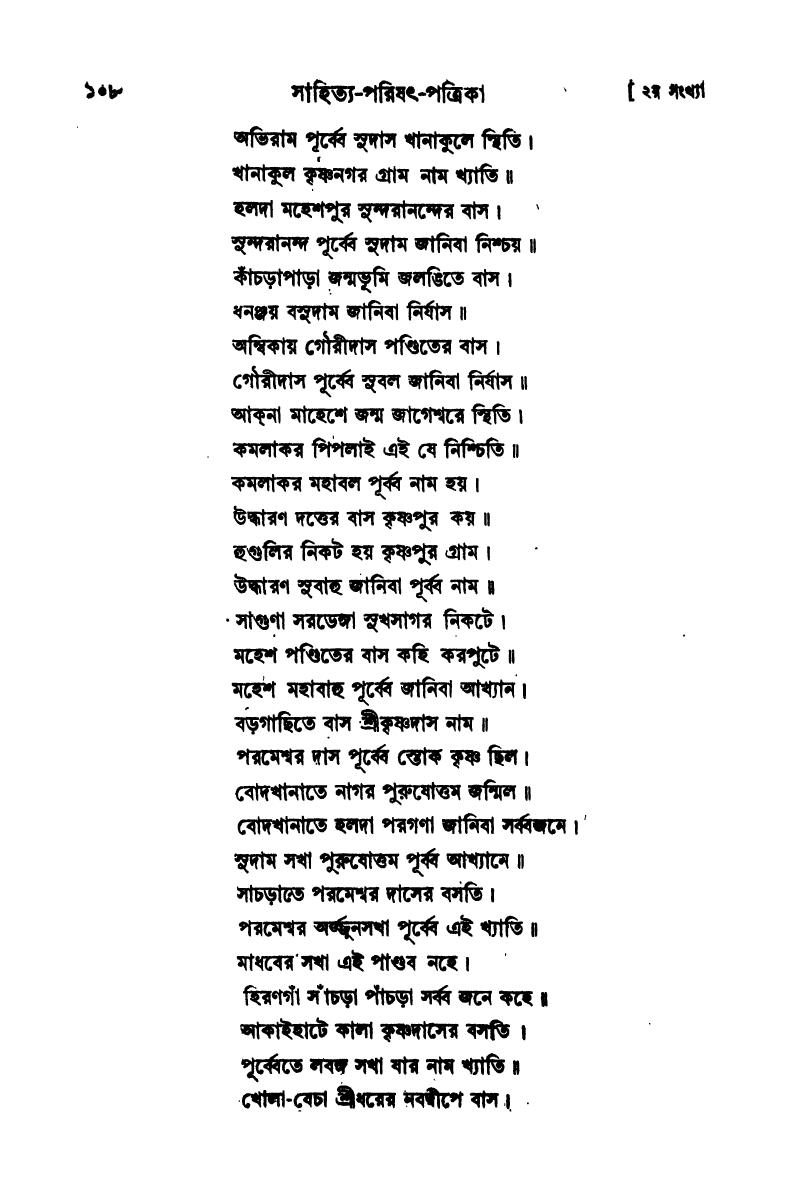 ১০৮ সাহিত্য-পরিষৎ-পত্রিকা [ ২য় সংখ্যা
অভিরাম পূর্ব্বে সুদাস খানাকুলে স্থিতি।
খানাকুল কৃষ্ণনগর গ্রাম নাম খ্যাতি॥
হলদা মহেশপুর সুন্দরানন্দের বাস।
সুন্দরানন্দ পূর্ব্বে সুদাম জানিবা নিশ্চয়॥
কাঁচড়াপাড়া জন্মভূমি জলঙিতে বাস।
ধনঞ্জয় বসুদাম জানিবা নির্যাস॥
অম্বিকায় গৌরীদাস পণ্ডিতের বাস।
গৌরীদাস পূর্ব্বে সুবল জানিবা নির্যাস॥
আক্‌না মাহেশে জন্ম জাগেশ্বরে স্থিতি।
কমলাকর পিপলাই এই যে নিশ্চিতি॥
কমলাকর মহাবল পূর্ব্ব নাম হয়।
উদ্ধারণ দত্তের বাস কৃষ্ণপুর কয়॥
হুগুলির নিকট হয় কৃষ্ণপুর গ্রাম।
উদ্ধারণ সুবাহু জানিবা পূর্ব্ব নাম॥
সাগুণা সরডেঙ্গা সুখসাগর নিকটে।
মহেশ পণ্ডিতের বাস কহি করপুটে॥
মহেশ মহাবাহু পূর্ব্বে জানিবা আখ্যান।
বড়গাছিতে বাস শ্রীকৃষ্ণদাস নাম॥
পরমেশ্বর দাস পূর্ব্বে স্তোক কৃষ্ণ ছিল।
বোদখানাতে নাগর পুরুষোত্তম জন্মিল॥
বোদখানাতে হলদা পরগণা জানিবা সর্ব্বজনে।
সুদাম সখা পুরুষোত্তম পূর্ব্ব আখ্যানে॥
সাচড়াতে পরমেশ্বর দাসের বসতি।
পরমেশ্বর অর্জ্জুনসখা পূর্ব্বে এই খ্যাতি॥
মাধবের সখা এই পাণ্ডব নহে।
হিরণগাঁ সাঁচড়া পাঁচড়া সর্ব্ব জনে কহে॥
আকাইহাটে কালা কৃষ্ণদাসের বসতি।
পূর্ব্বেতে লবঙ্গ সখা যার নাম খ্যাতি॥
খোলা-বেচা শ্রীধরের নবদ্বীপে বাস।